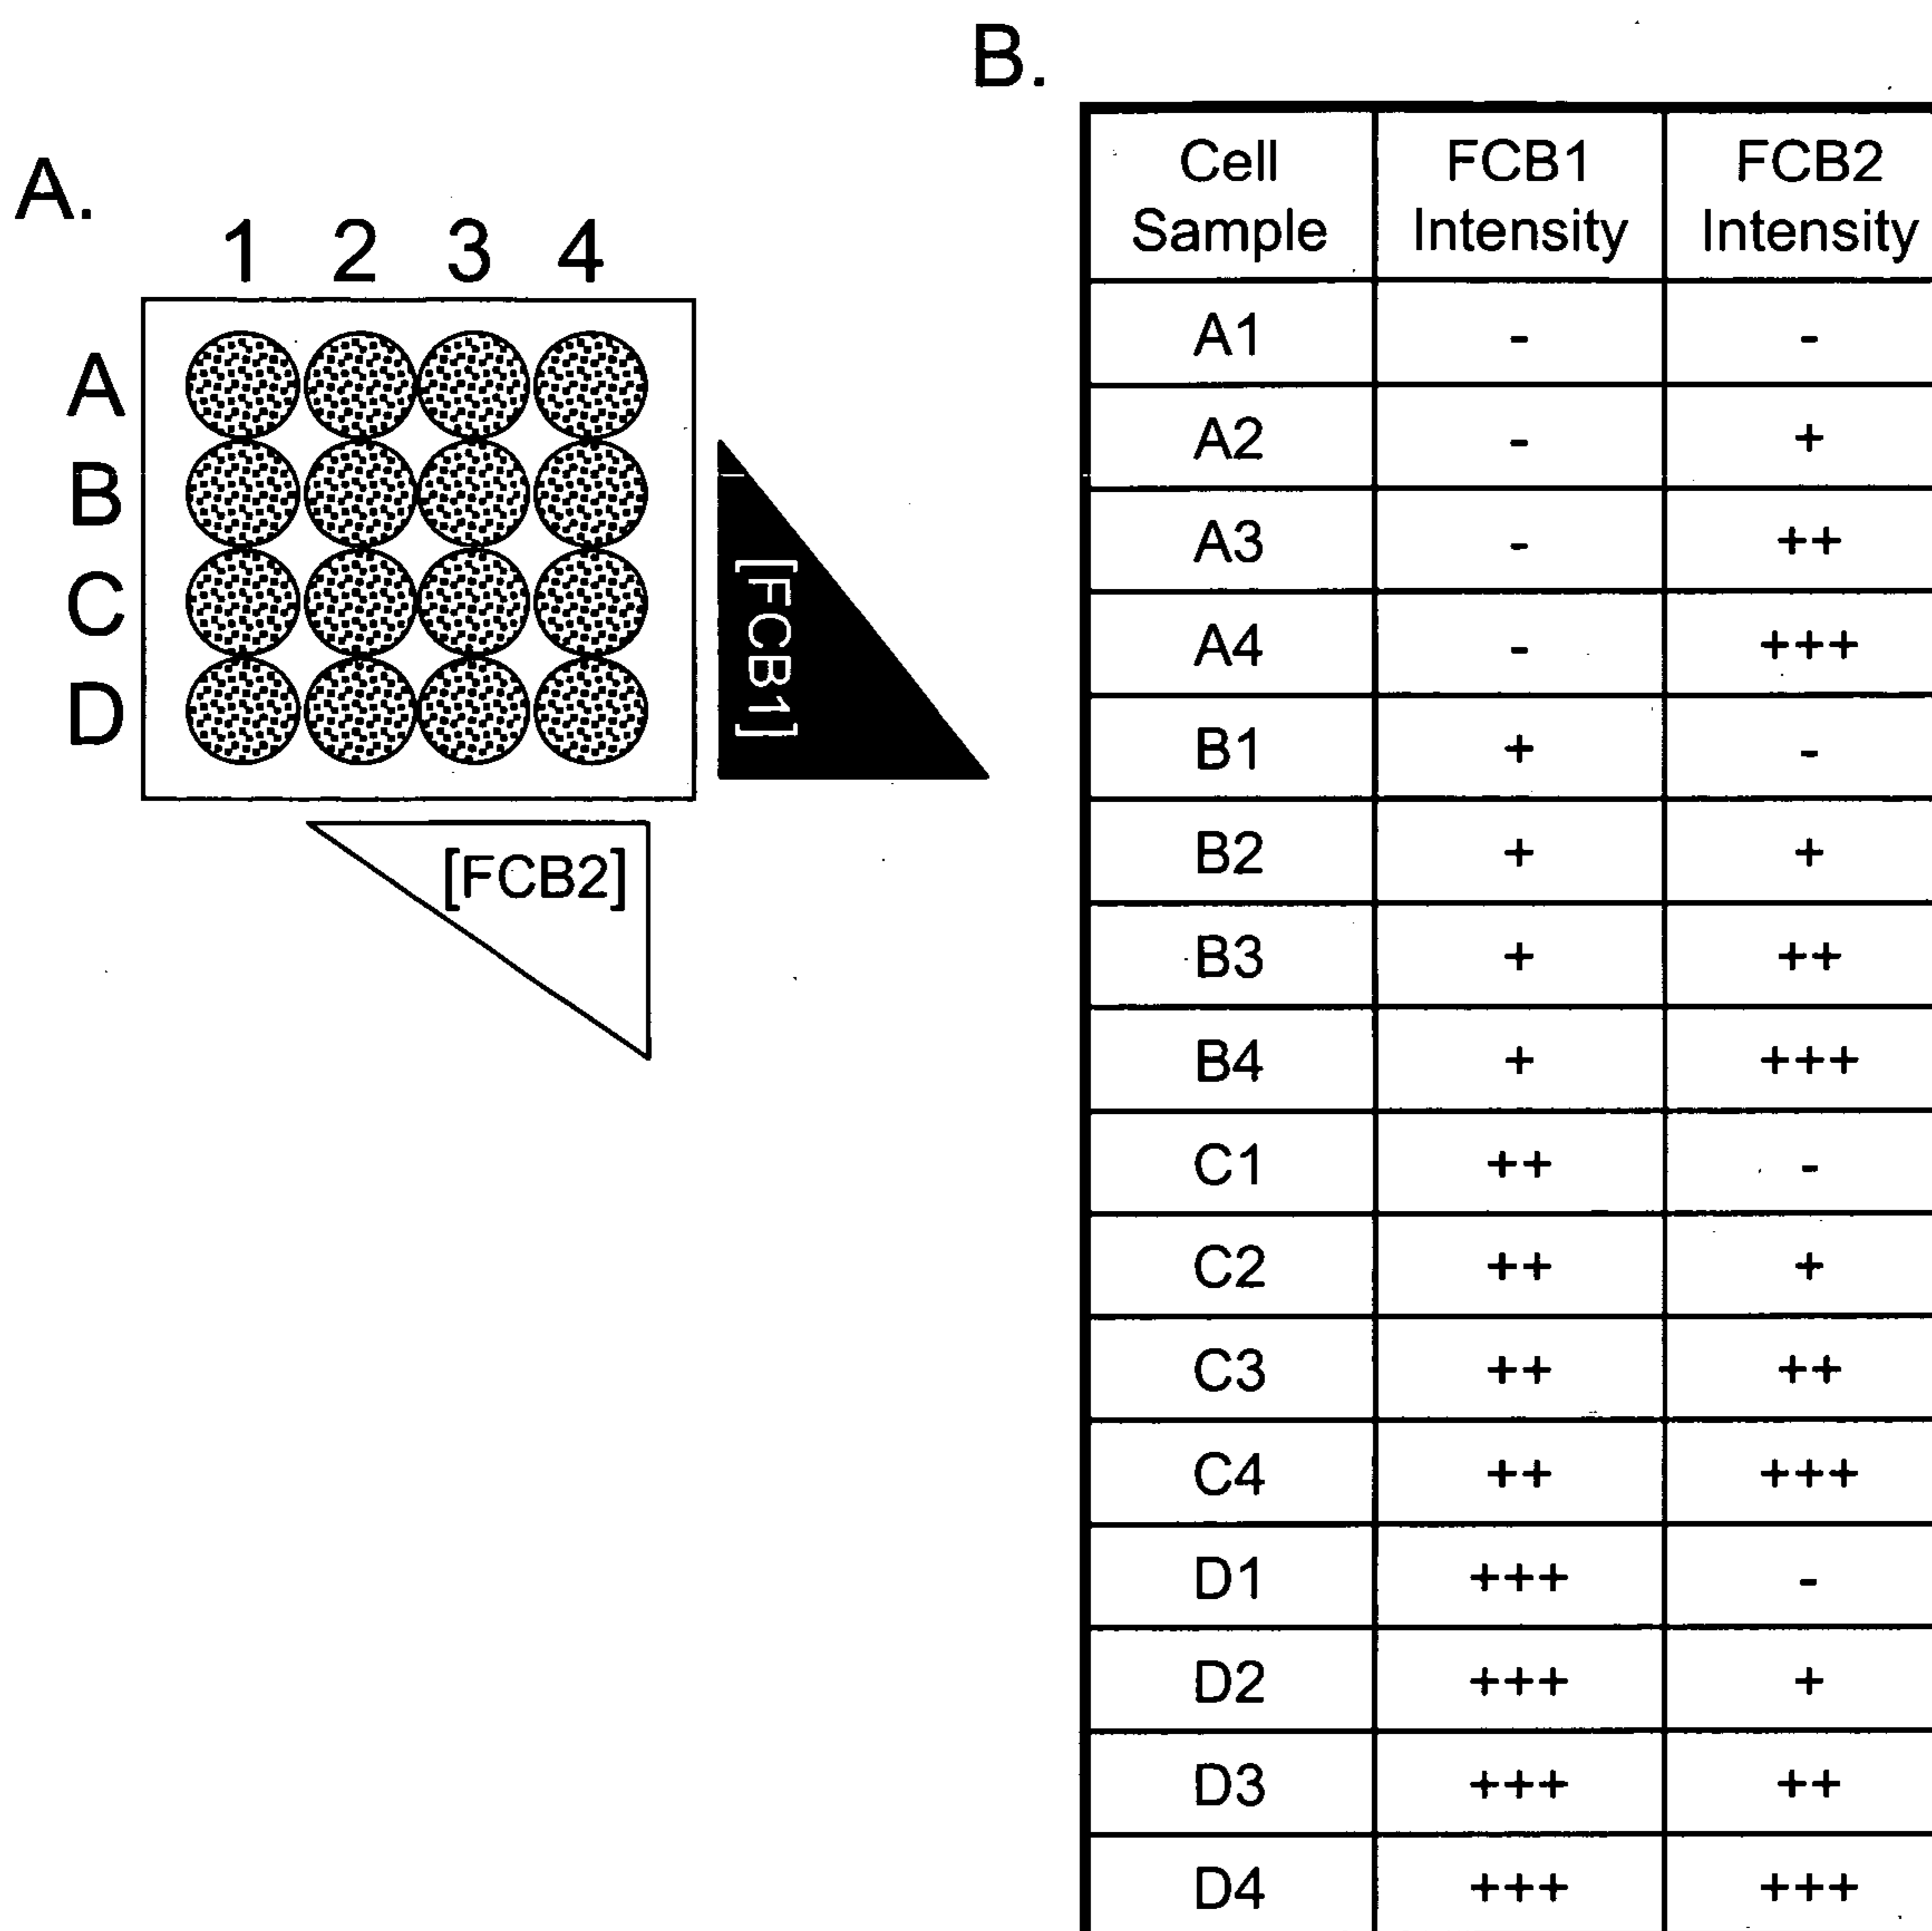 A.
1 2 3 4
A
B
C
D
[FCB1]
[FCB2]
B.
Cell Sample FCB1 Intensity FCB2 Intensity
A1 - -
A2 - +
A3 - ++
A4 - +++
B1 + -
B2 + +
B3 + ++
B4 + +++
C1 ++ -
C2 ++ +
C3 ++ ++
C4 ++ +++
D1 +++ -
D2 +++ +
D3 +++ ++
D4 +++ +++